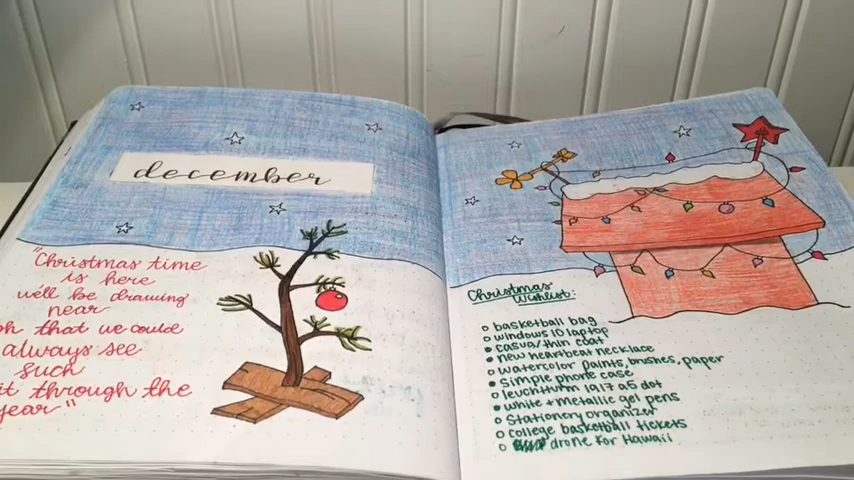 december
"Christmas time
is here
we'll be drawing
near
oh that we could
always see
such
it through the
year"
Christmas
Wishlist
basketball bag
windows 10 laptop
casual/thin coat
new heartbeat necklace
watercolor paints, brushes, paper
simple phone case
leuchtturm 1917 a5 dot
white + metallic gel pens
Stationery organizer
college basketball tickets
drone for Hawaii